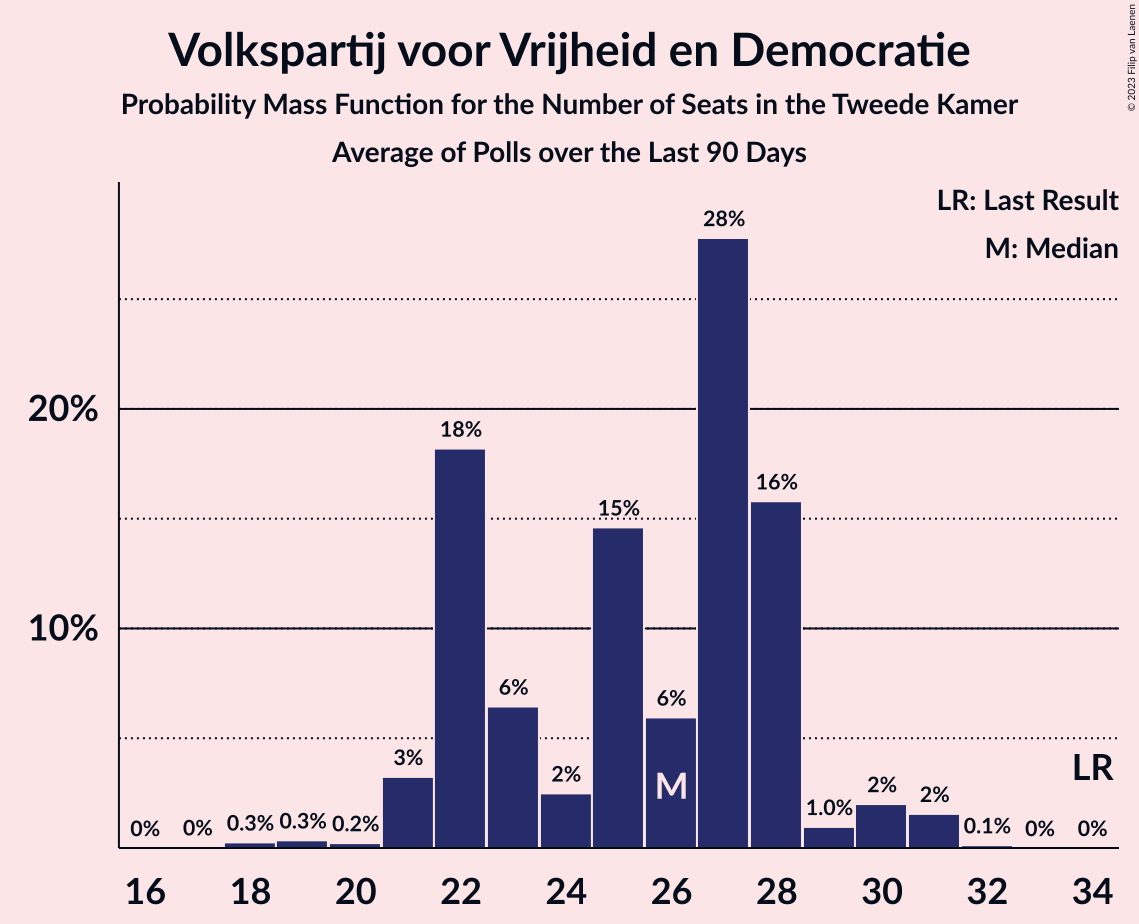 Volkspartij voor Vrijheid en Democratie
Probability Mass Function for the Number of Seats in the Tweede Kamer
Average of Polls over the Last 90 Days
© 2023 Filip van Laenen
LR: Last Result
M: Median
28%
20%
18%
16%
15%
10%
6%
6%
3%
2%
M
LR
2%
2%
1.0%
0%
0%
0.3%
0.3%
0.2%
0.1%
0%
0%
16 18 20 22 24 26 28 30 32 34